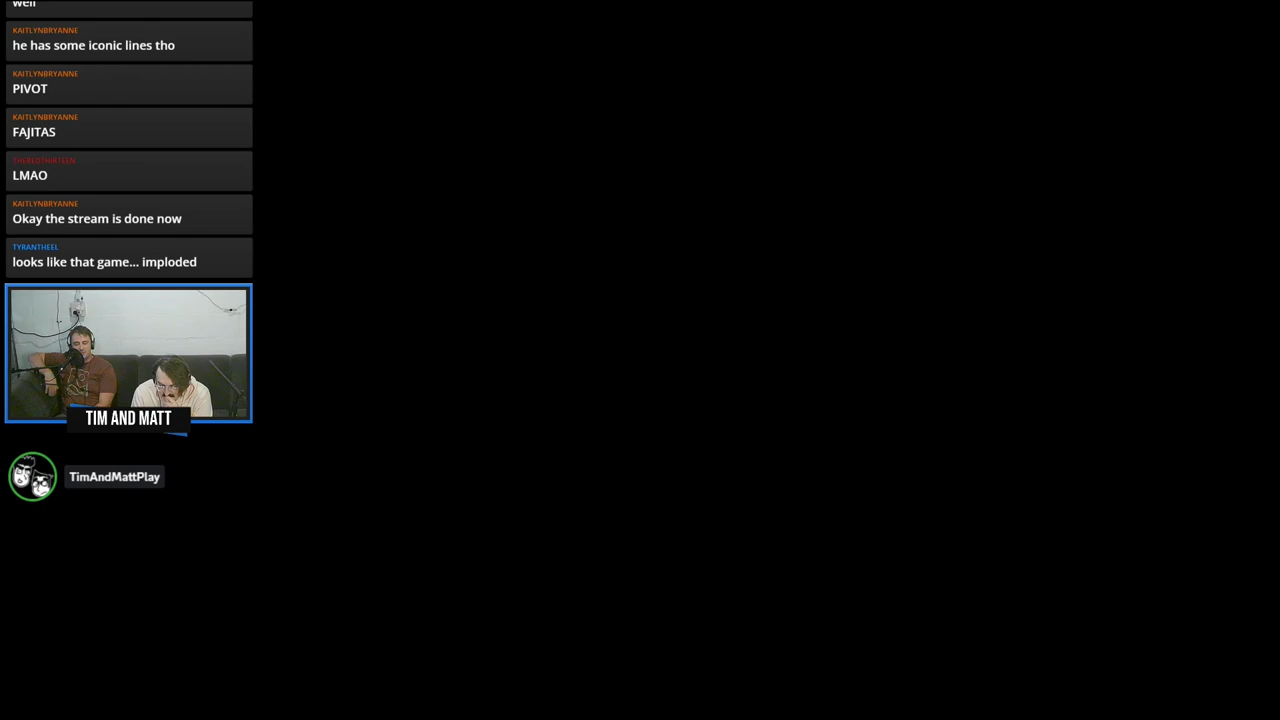 well
KAITLYNBRYANNE
he has some iconic lines tho
KAITLYNBRYANNE
PIVOT
KAITLYNBRYANNE
FAJITAS
THEREDTHIRTEEN
LMAO
KAITLYNBRYANNE
Okay the stream is done now
TYRANTHEEL
looks like that game... imploded
TIM AND MATT
TimAndMattPlay